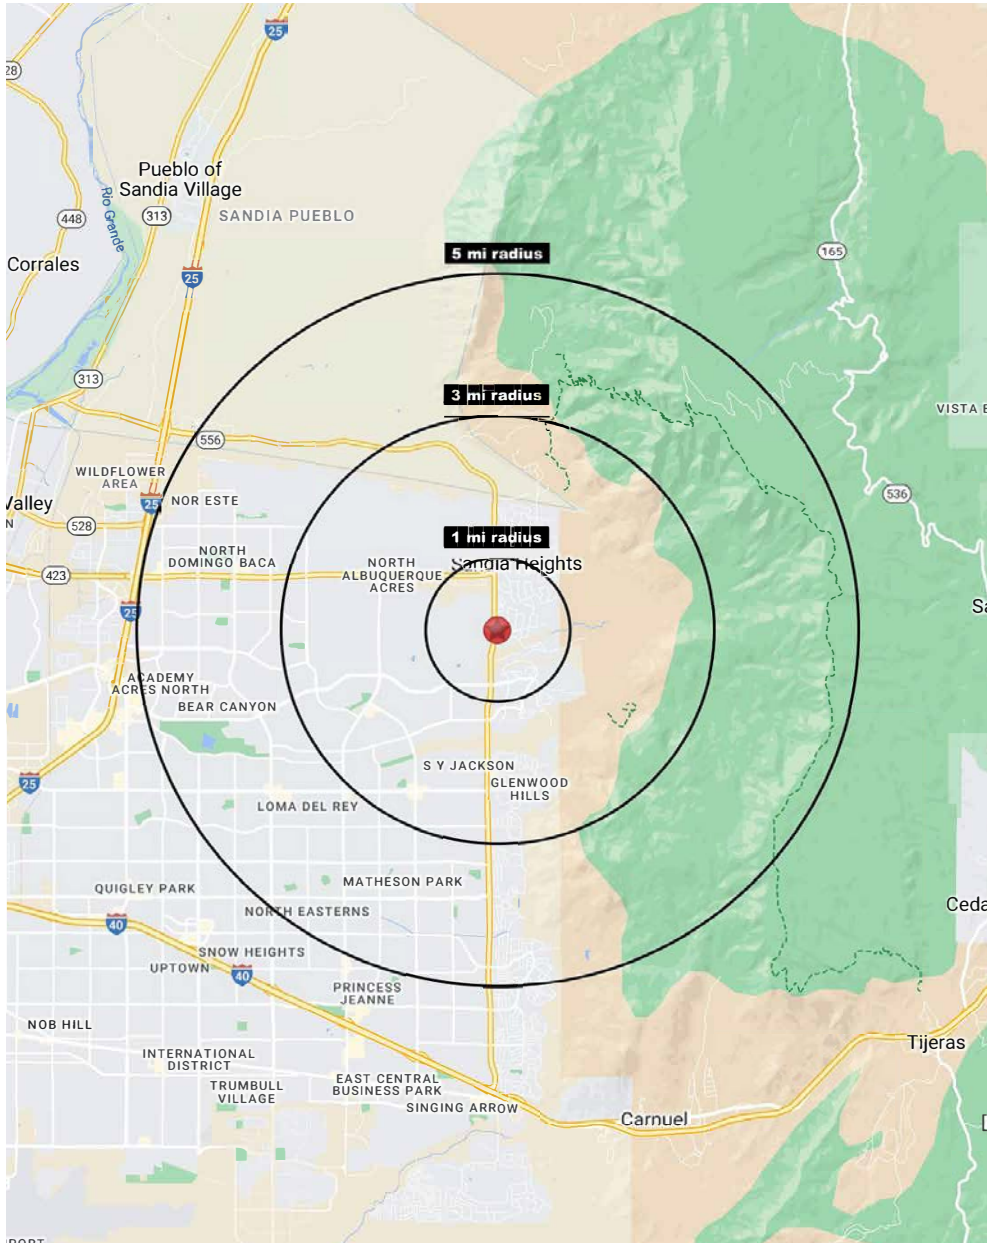 25
28
Pueblo of
Sandia Village
Rio Grande
448
313
SANDIA PUEBLO
Corrales
165
5 mi radius
25
313
3 mi radius
VISTA
556
WILDFLOWER
AREA
536
25
NOR ESTE
Valley
N
528
1 mi radius
NORTH
DOMINGO BACA
NORTH
ALBUQUERQUE
ACRES
Sandia Heights
423
25
ACADEMY
ACRES NORTH
BEAR CANYON
S Y JACKSON
25
GLENWOOD
HILLS
LOMA DEL REY
MATHESON PARK
QUIGLEY PARK
NORTH EASTERNS
40
Ceda
SNOW HEIGHTS
UPTOWN
40
PRINCESS
JEANNE
NOB HILL
Tijeras
INTERNATIONAL
DISTRICT
EAST CENTRAL
BUSINESS PARK
TRUMBULL
VILLAGE
SINGING ARROW
Carnuel